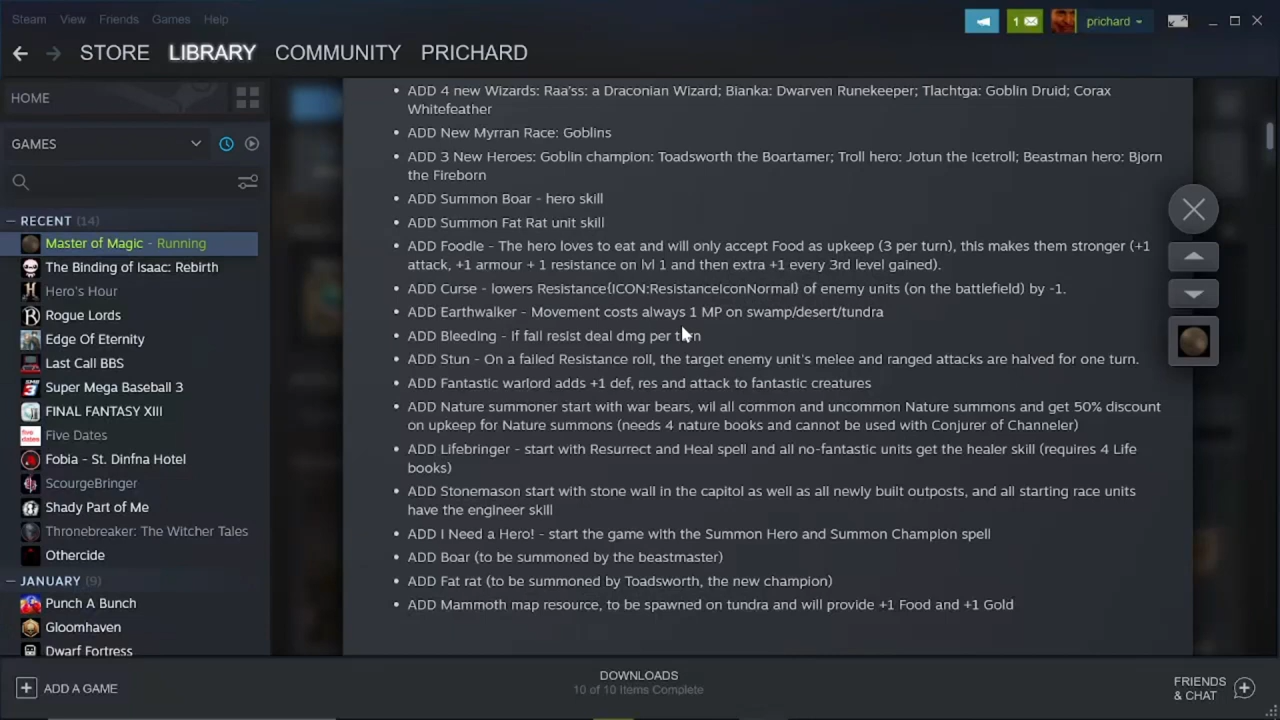 Steam View Friends Games Help
1 prichard
STORE LIBRARY COMMUNITY PRICHARD
HOME
GAMES
RECENT (14)
Master of Magic - Running
The Binding of Isaac: Rebirth
Hero's Hour
Rogue Lords
Edge Of Eternity
Last Call BBS
Super Mega Baseball 3
FINAL FANTASY XIII
Five Dates
Fobia - St. Dinfna Hotel
ScourgeBringer
Shady Part of Me
Thronebreaker: The Witcher Tales
Othercide
JANUARY (9)
Punch A Bunch
Gloomhaven
Dwarf Fortress
• ADD 4 new Wizards: Raa'ss: a Draconian Wizard; Bianka: Dwarven Runekeeper; Tlachtga: Goblin Druid; Corax
Whitefeather
• ADD New Myrran Race: Goblins
• ADD 3 New Heroes: Goblin champion: Toadsworth the Boartamer; Troll hero: Jotun the Icetroll; Beastman hero: Bjorn
the Fireborn
• ADD Summon Boar - hero skill
• ADD Summon Fat Rat unit skill
• ADD Foodie - The hero loves to eat and will only accept Food as upkeep (3 per turn), this makes them stronger (+1
attack, +1 armour + 1 resistance on lvl 1 and then extra +1 every 3rd level gained).
• ADD Curse - lowers Resistance{ICON:ResistanceIconNormal} of enemy units (on the battlefield) by -1.
• ADD Earthwalker - Movement costs always 1 MP on swamp/desert/tundra
• ADD Bleeding - If fail resist deal dmg per turn
• ADD Stun - On a failed Resistance roll, the target enemy unit's melee and ranged attacks are halved for one turn.
• ADD Fantastic warlord adds +1 def, res and attack to fantastic creatures
• ADD Nature summoner start with war bears, wil all common and uncommon Nature summons and get 50% discount
on upkeep for Nature summons (needs 4 nature books and cannot be used with Conjurer of Channeler)
• ADD Lifebringer - start with Resurrect and Heal spell and all no-fantastic units get the healer skill (requires 4 Life
books)
• ADD Stonemason start with stone wall in the capitol as well as all newly built outposts, and all starting race units
have the engineer skill
• ADD I Need a Hero! - start the game with the Summon Hero and Summon Champion spell
• ADD Boar (to be summoned by the beastmaster)
• ADD Fat rat (to be summoned by Toadsworth, the new champion)
• ADD Mammoth map resource, to be spawned on tundra and will provide +1 Food and +1 Gold
ADD A GAME
DOWNLOADS
10 of 10 Items Complete
FRIENDS
& CHAT